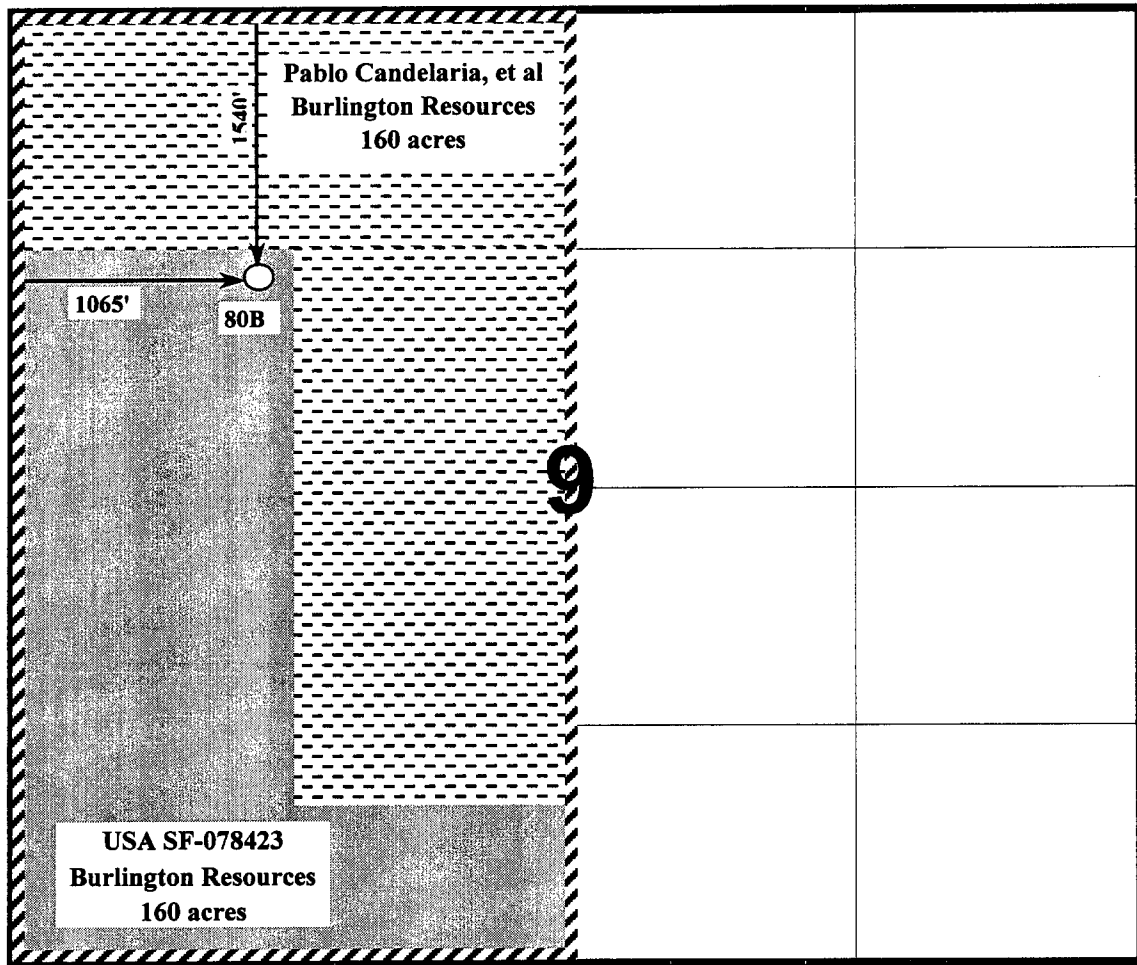 Pablo Candelaria, et al
Burlington Resources
160 acres
1540'
1065'
80B
9
USA SF-078423
Burlington Resources
160 acres